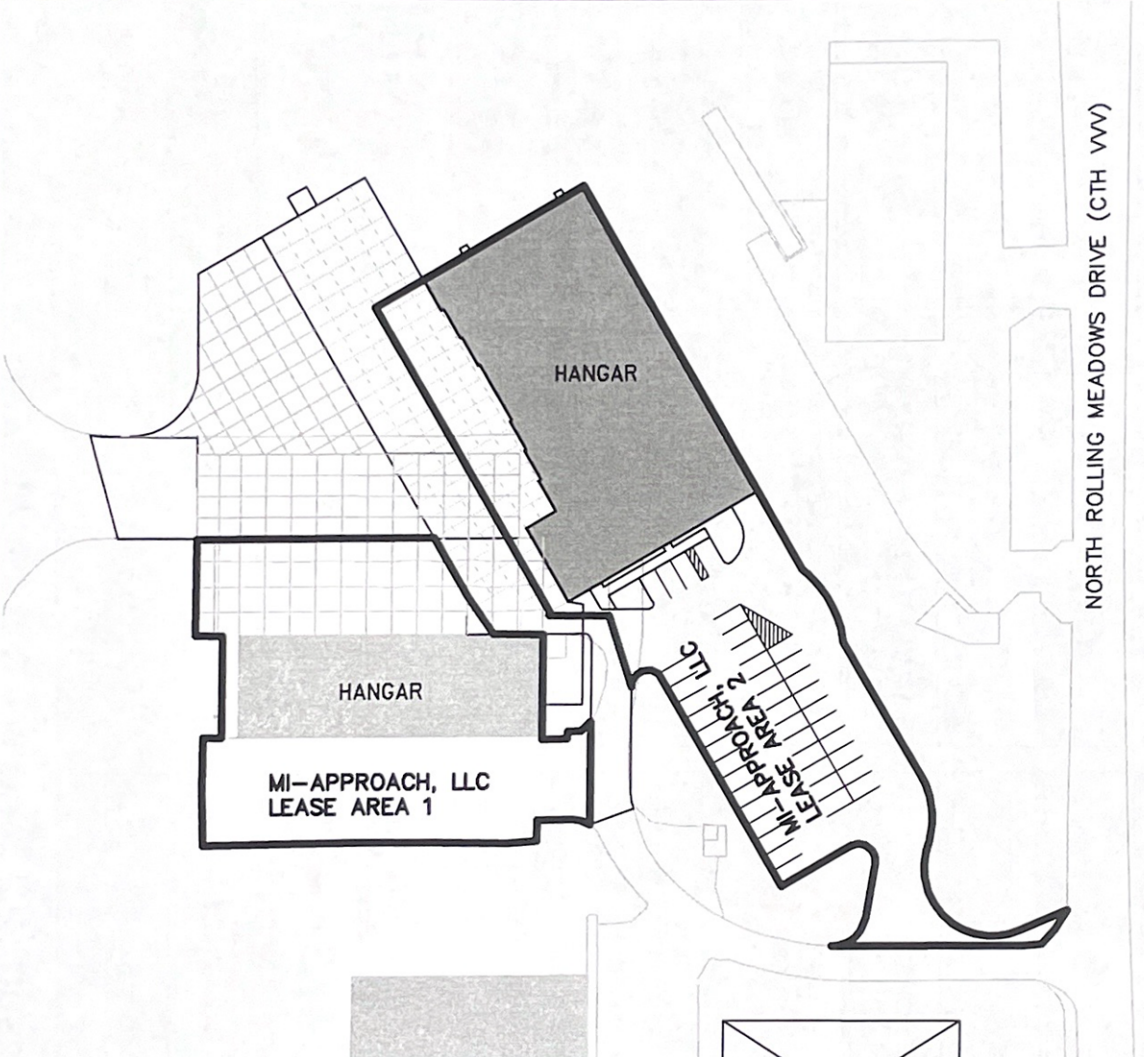 NORTH ROLLING MEADOWS DRIVE (CTH VVV)
HANGAR
HANGAR
MI-APPROACH, LLC
LEASE AREA 1
MI-APPROACH, LLC
LEASE AREA 2